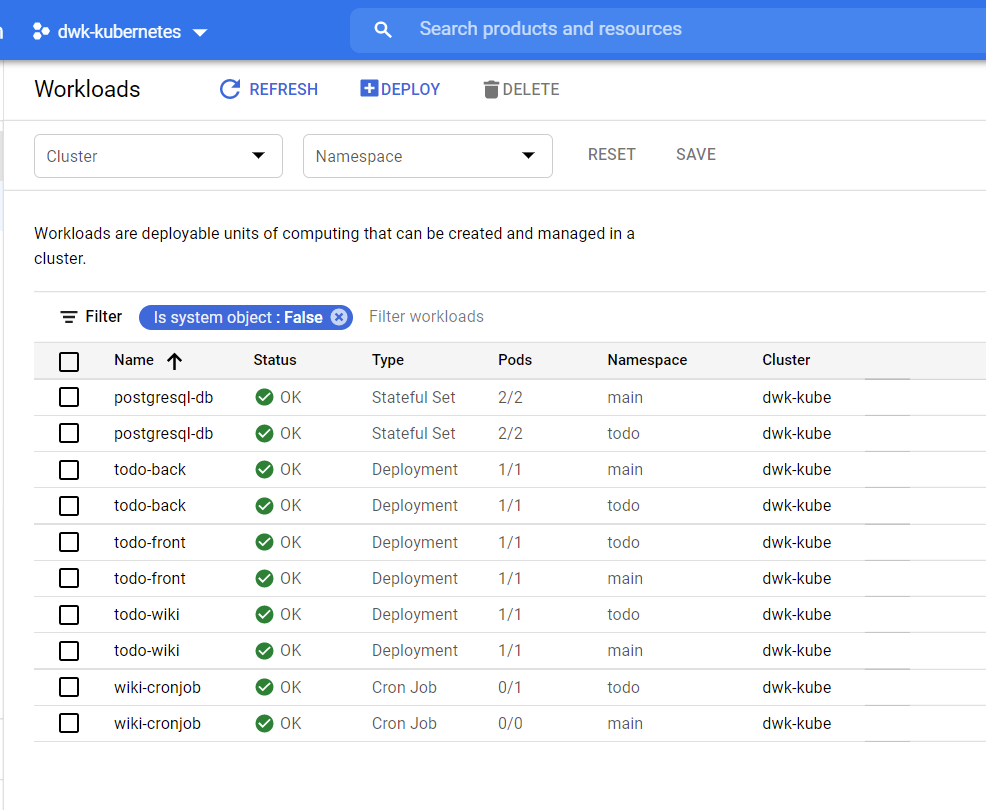 dwk-kubernetes Search products and resources
Workloads REFRESH DEPLOY DELETE
Cluster Namespace RESET SAVE
Workloads are deployable units of computing that can be created and managed in a
cluster.
Filter Is system object : False Filter workloads
Name Status Type Pods Namespace Cluster
postgresql-db OK Stateful Set 2/2 main dwk-kube
postgresql-db OK Stateful Set 2/2 todo dwk-kube
todo-back OK Deployment 1/1 main dwk-kube
todo-back OK Deployment 1/1 todo dwk-kube
todo-front OK Deployment 1/1 todo dwk-kube
todo-front OK Deployment 1/1 main dwk-kube
todo-wiki OK Deployment 1/1 todo dwk-kube
todo-wiki OK Deployment 1/1 main dwk-kube
wiki-cronjob OK Cron Job 0/1 todo dwk-kube
wiki-cronjob OK Cron Job 0/0 main dwk-kube